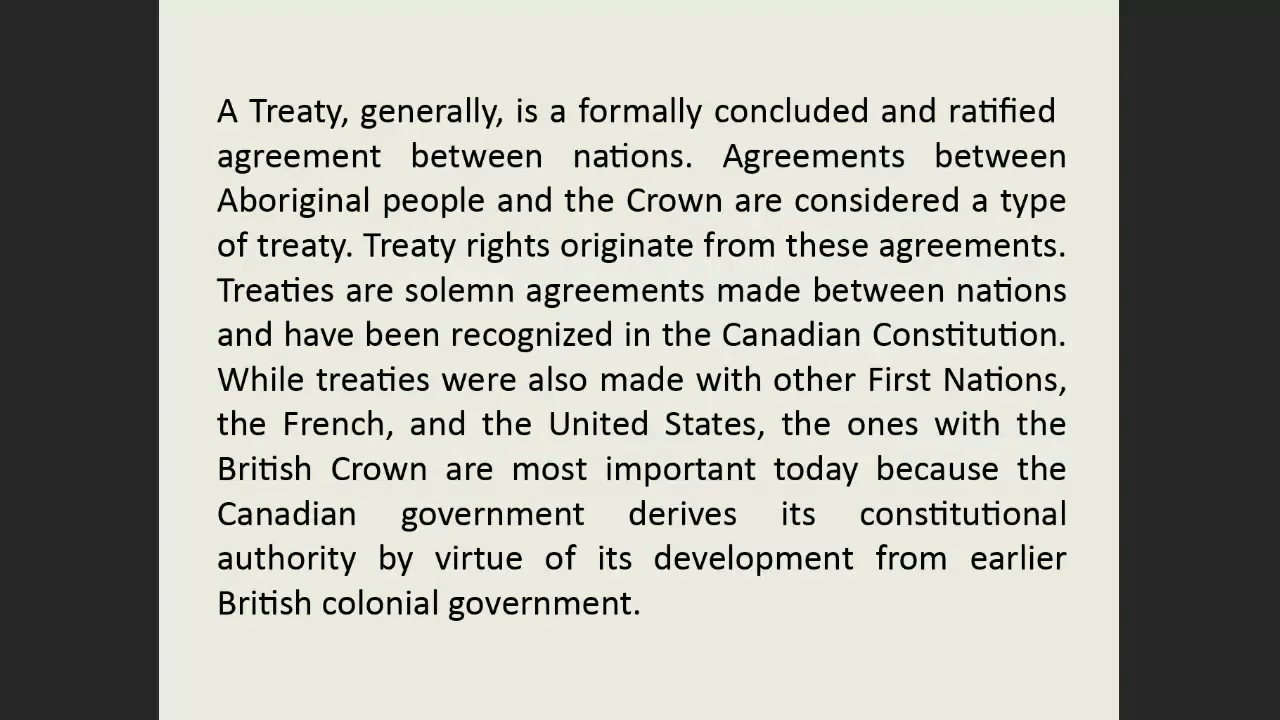 A Treaty, generally, is a formally concluded and ratified
agreement between nations. Agreements between
Aboriginal people and the Crown are considered a type
of treaty. Treaty rights originate from these agreements.
Treaties are solemn agreements made between nations
and have been recognized in the Canadian Constitution.
While treaties were also made with other First Nations,
the French, and the United States, the ones with the
British Crown are most important today because the
Canadian government derives its constitutional
authority by virtue of its development from earlier
British colonial government.